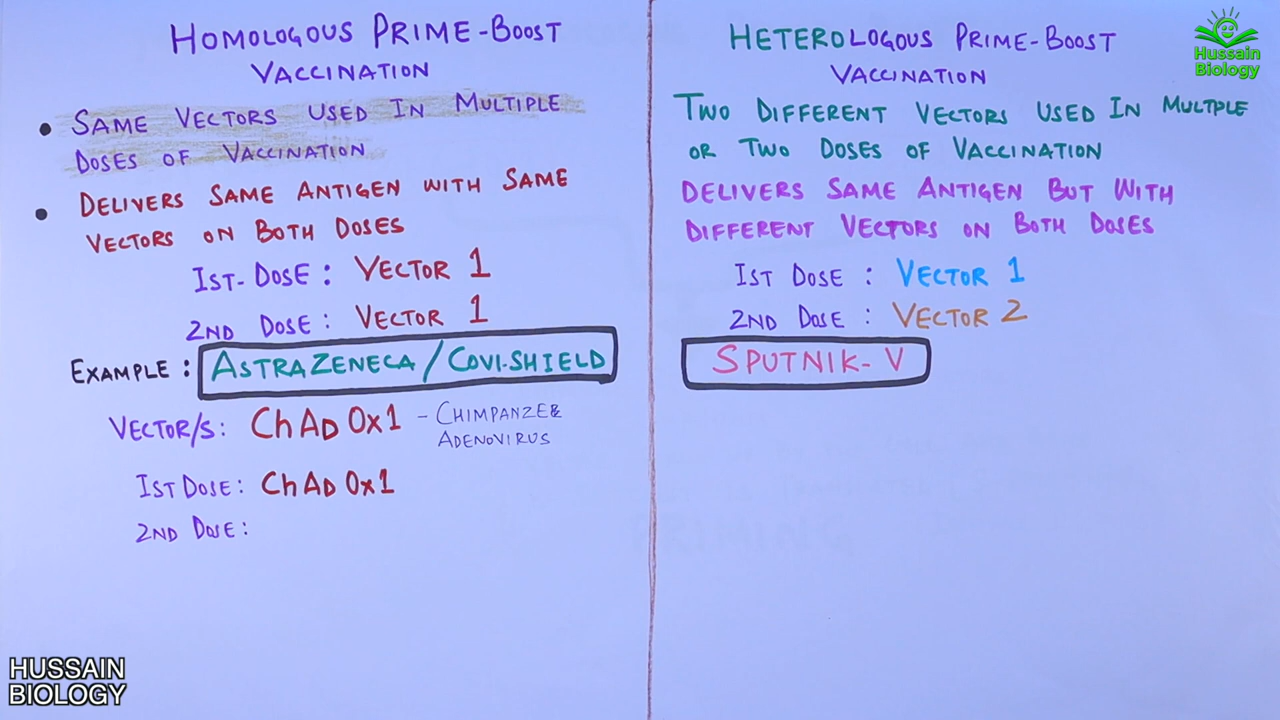 HOMOLOGOUS PRIME-BOOST
VACCINATION
• SAME VECTORS USED IN MULTIPLE
DOSES OF VACCINATION
• DELIVERS SAME ANTIGEN WITH SAME
VECTORS ON BOTH DOSES
IST-DOSE: VECTOR 1
2ND DOSE: VECTOR 1
EXAMPLE: ASTRAZENECA/COVI-SHIELD
VECTOR/S: ChAD Ox1 - CHIMPANZEE
ADENOVIRUS
IST DOSE: ChAD Ox1
2ND DOSE:
HETEROLOGOUS PRIME-BOOST
VACCINATION
TWO DIFFERENT VECTORS USED IN MULTPLE
OR TWO DOSES OF VACCINATION
DELIVERS SAME ANTIGEN BUT WITH
DIFFERENT VECTORS ON BOTH DOSES
IST DOSE: VECTOR 1
2ND DOSE: VECTOR 2
SPUTNIK-V
Hussain
Biology
HUSSAIN
BIOLOGY